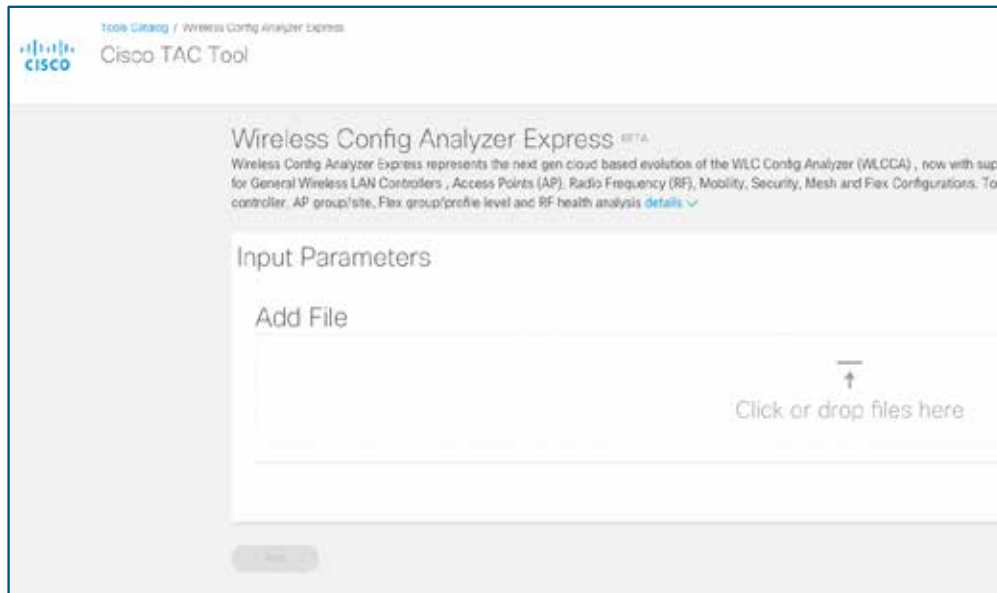 Tools Catalog / Wireless Config Analyzer Express
CISCO
Cisco TAC Tool
Wireless Config Analyzer Express BETA
Wireless Config Analyzer Express represents the next gen cloud based evolution of the WLC Config Analyzer (WLCCA) , now with sup
for General Wireless LAN Controllers , Access Points (AP), Radio Frequency (RF), Mobility, Security, Mesh and Flex Configurations. To
controller, AP group/site, Flex group/profile level and RF health analysis details
Input Parameters
Add File
Click or drop files here